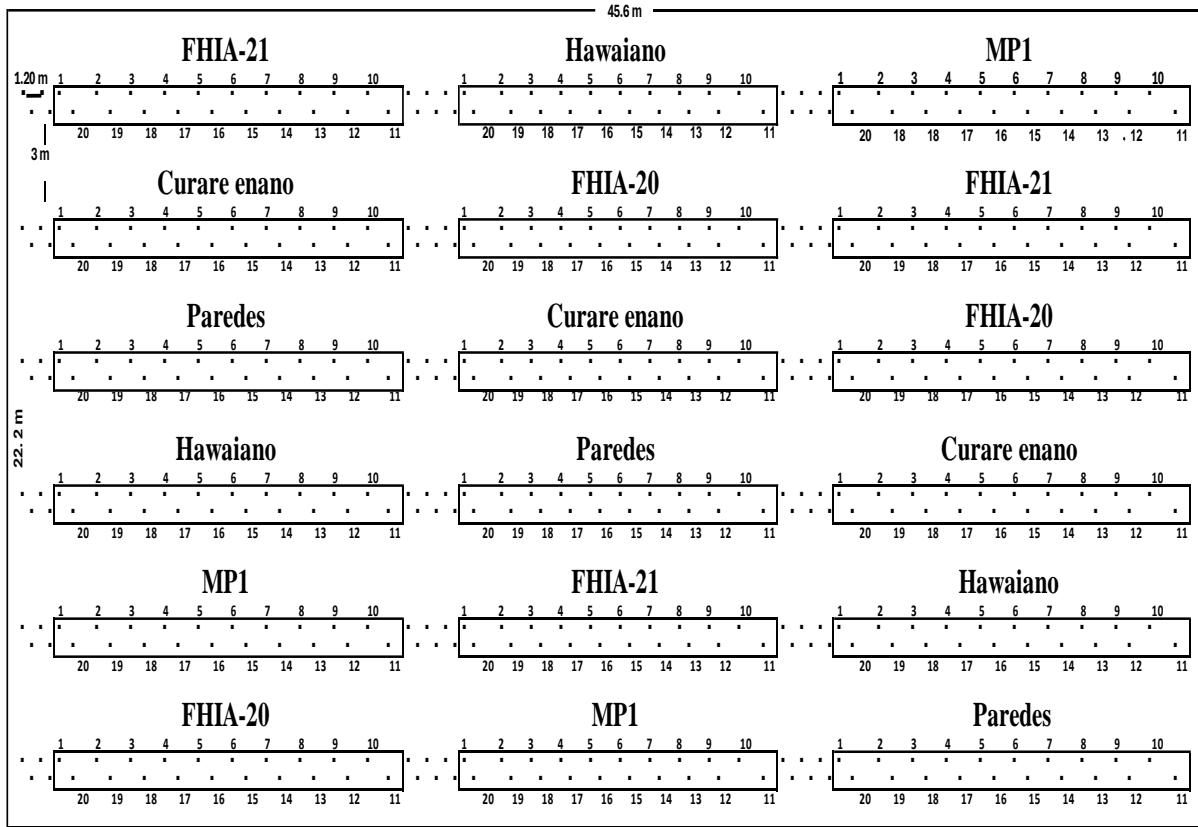 45.6 m
FHIA-21 Hawaiano MP1
1.20 m 1 2 3 4 5 6 7 8 9 10 1 2 3 4 5 6 7 8 9 10 1 2 3 4 5 6 7 8 9 10
20 19 18 17 16 15 14 13 12 11 20 19 18 17 16 15 14 13 12 11 20 18 18 17 16 15 14 13 . 12 11
3 m
Curare enano FHIA-20 FHIA-21
1 2 3 4 5 6 7 8 9 10 1 2 3 4 5 6 7 8 9 10 1 2 3 4 5 6 7 8 9 10
20 19 18 17 16 15 14 13 12 11 20 19 18 17 16 15 14 13 12 11 20 19 18 17 16 15 14 13 12 11
Paredes Curare enano FHIA-20
1 2 3 4 5 6 7 8 9 10 1 2 3 4 5 6 7 8 9 10 1 2 3 4 5 6 7 8 9 10
20 19 18 17 16 15 14 13 12 11 20 19 18 17 16 15 14 13 12 11 20 19 18 17 16 15 14 13 12 11
22. 2 m
Hawaiano Paredes Curare enano
1 2 3 4 5 6 7 8 9 10 1 2 3 4 5 6 7 8 9 10 1 2 3 4 5 6 7 8 9 10
20 19 18 17 16 15 14 13 12 11 20 19 18 17 16 15 14 13 12 11 20 19 18 17 16 15 14 13 12 11
MP1 FHIA-21 Hawaiano
1 2 3 4 5 6 7 8 9 10 1 2 3 4 5 6 7 8 9 10 1 2 3 4 5 6 7 8 9 10
20 19 18 17 16 15 14 13 12 11 20 19 18 17 16 15 14 13 12 11 20 19 18 17 16 15 14 13 12 11
FHIA-20 MP1 Paredes
1 2 3 4 5 6 7 8 9 10 1 2 3 4 5 6 7 8 9 10 1 2 3 4 5 6 7 8 9 10
20 19 18 17 16 15 14 13 12 11 20 19 18 17 16 15 14 13 12 11 20 19 18 17 16 15 14 13 12 11